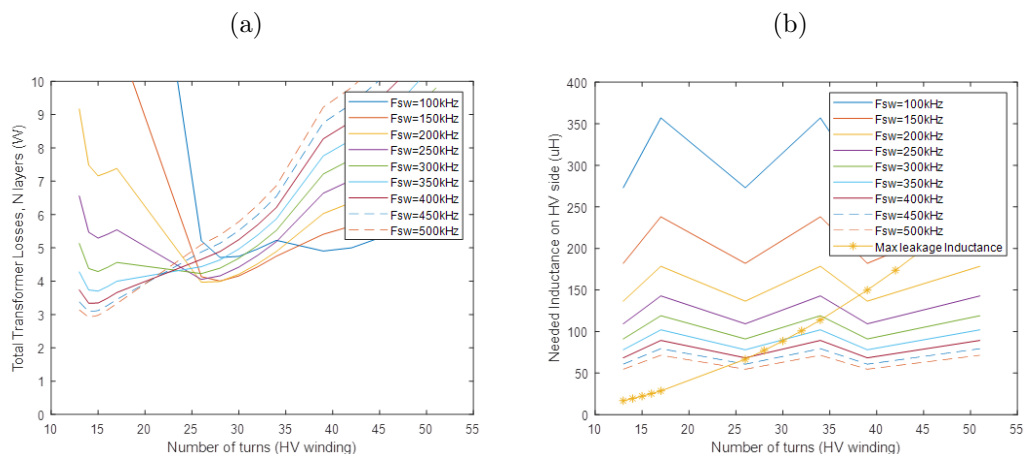 (a)
(b)
Total Transformer Losses, N layers (W)
10
9
8
7
6
5
4
3
2
1
0
10 15 20 25 30 35 40 45 50 55
Number of turns (HV winding)
Fsw=100kHz
Fsw=150kHz
Fsw=200kHz
Fsw=250kHz
Fsw=300kHz
Fsw=350kHz
Fsw=400kHz
Fsw=450kHz
Fsw=500kHz
Needed Inductance on HV side (uH)
400
350
300
250
200
150
100
50
0
10 15 20 25 30 35 40 45 50 55
Number of turns (HV winding)
Fsw=100kHz
Fsw=150kHz
Fsw=200kHz
Fsw=250kHz
Fsw=300kHz
Fsw=350kHz
Fsw=400kHz
Fsw=450kHz
Fsw=500kHz
Max leakage Inductance